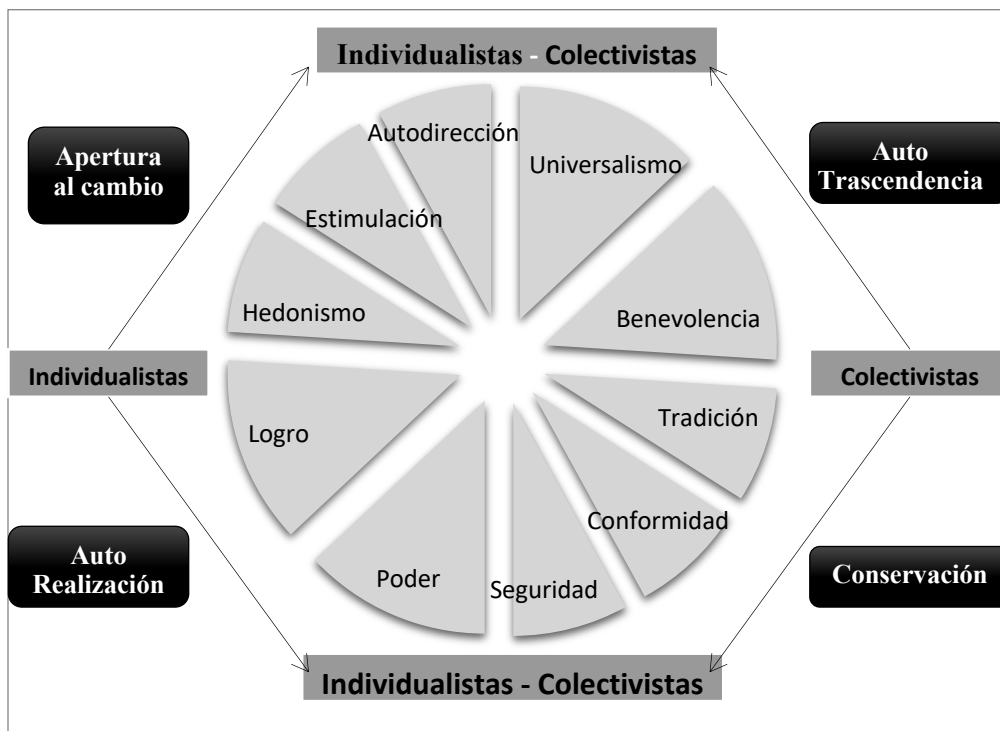 Individualistas - Colectivistas
Autodirección
Universalismo
Apertura
al cambio
Auto
Trascendencia
Estimulación
Hedonismo
Benevolencia
Individualistas
Colectivistas
Logro
Tradición
Conformidad
Auto
Realización
Poder
Seguridad
Conservación
Individualistas - Colectivistas